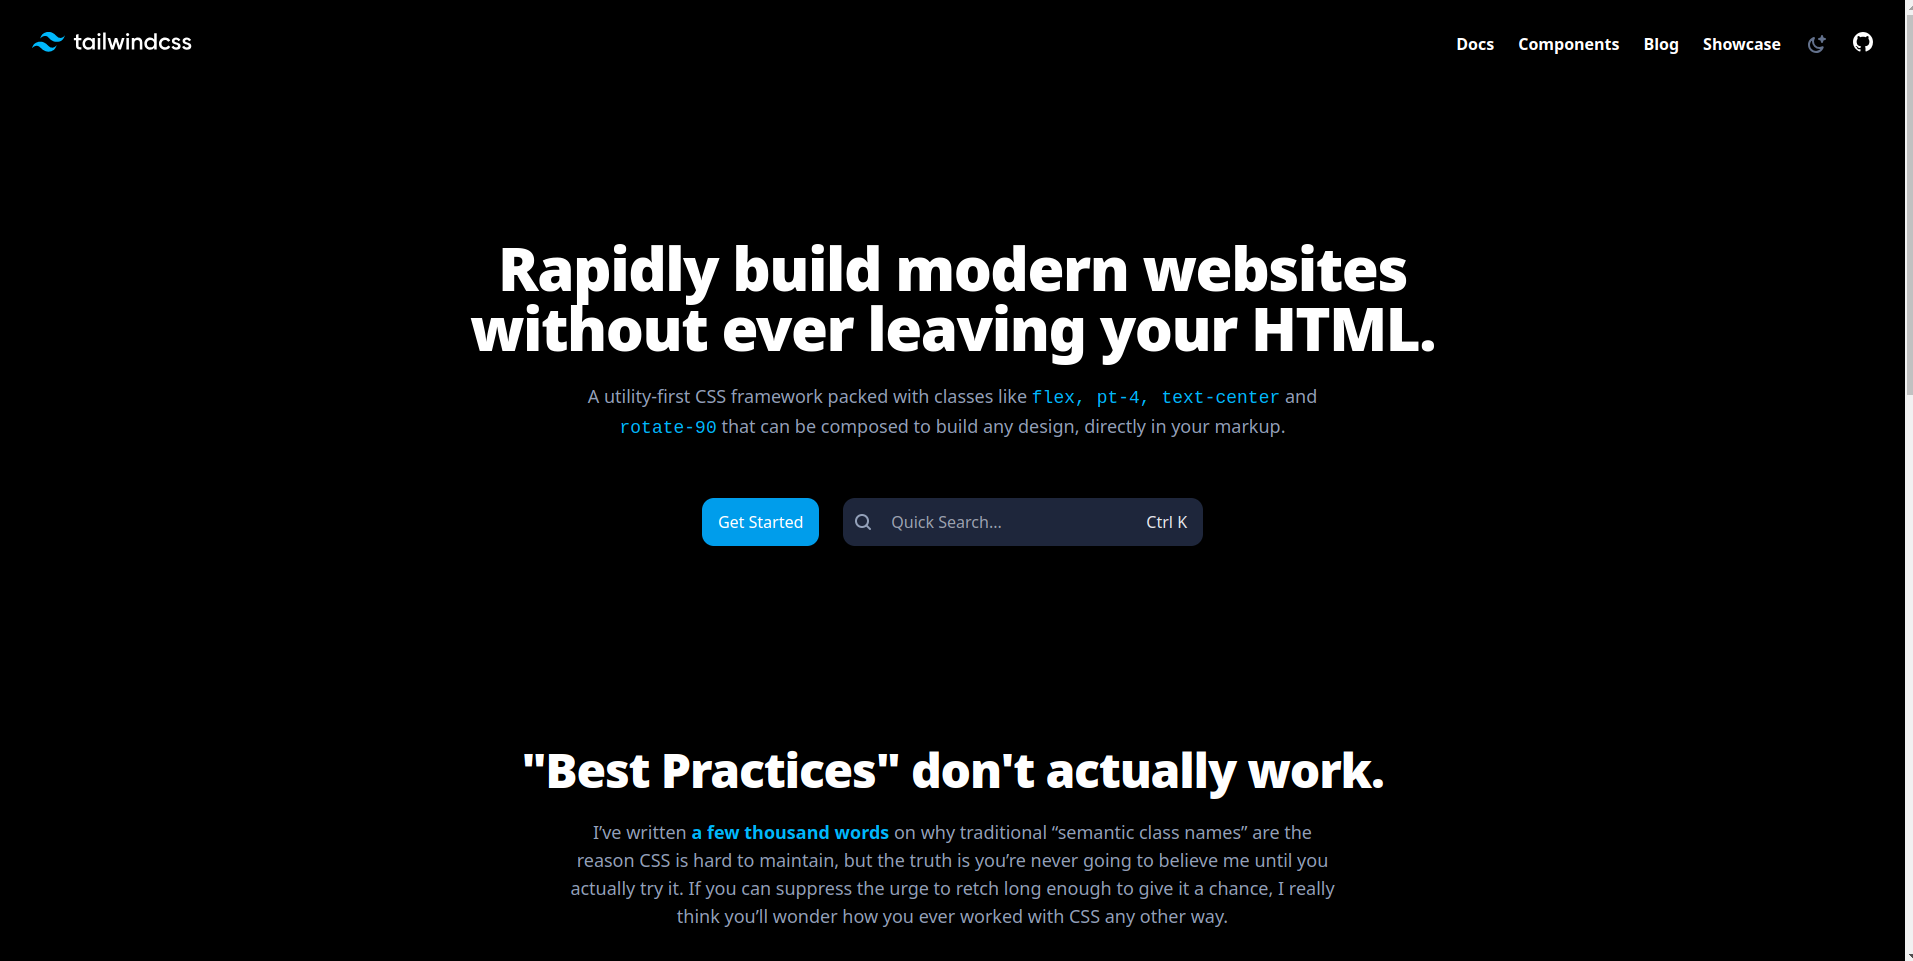 tailwindcss
Docs Components Blog Showcase
Rapidly build modern websites
without ever leaving your HTML.
A utility-first CSS framework packed with classes like flex, pt-4, text-center and
rotate-90 that can be composed to build any design, directly in your markup.
Get Started
Quick Search...
Ctrl K
"Best Practices" don't actually work.
I’ve written a few thousand words on why traditional “semantic class names” are the
reason CSS is hard to maintain, but the truth is you’re never going to believe me until you
actually try it. If you can suppress the urge to retch long enough to give it a chance, I really
think you’ll wonder how you ever worked with CSS any other way.